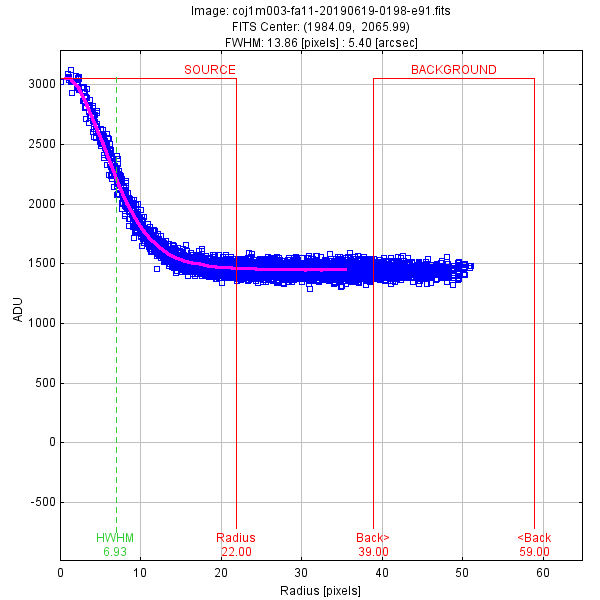 Image: coj1m003-fa11-20190619-0198-e91.fits
FITS Center: (1984.09, 2065.99)
FWHM: 13.86 [pixels] : 5.40 [arcsec]
SOURCE
BACKGROUND
3000
2500
2000
1500
1000
500
0
-500
ADU
HWHM
6.93
Radius
22.00
Back>
39.00
<Back
59.00
0
10
20
30
40
50
60
Radius [pixels]